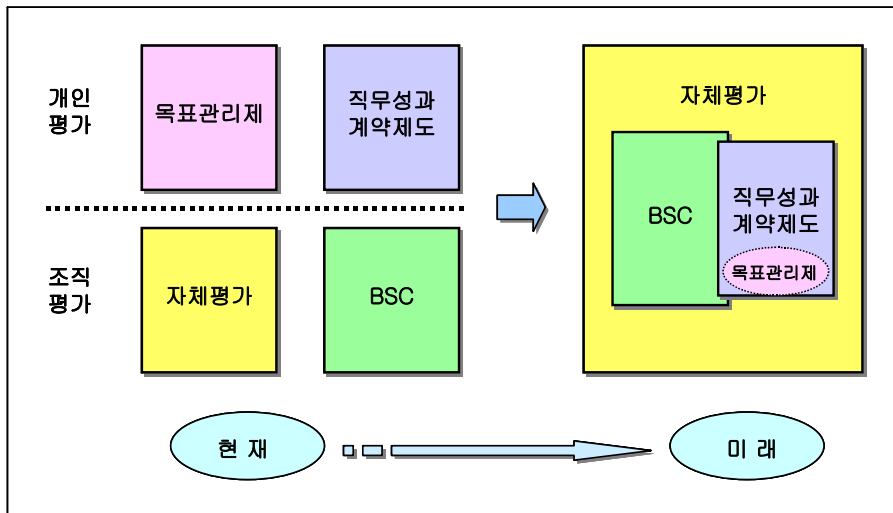 개인
평가
목표관리제
직무성과
계약제도
조직
평가
자체평가
BSC
자체평가
BSC
직무성과
계약제도
목표관리제
현 재
미 래